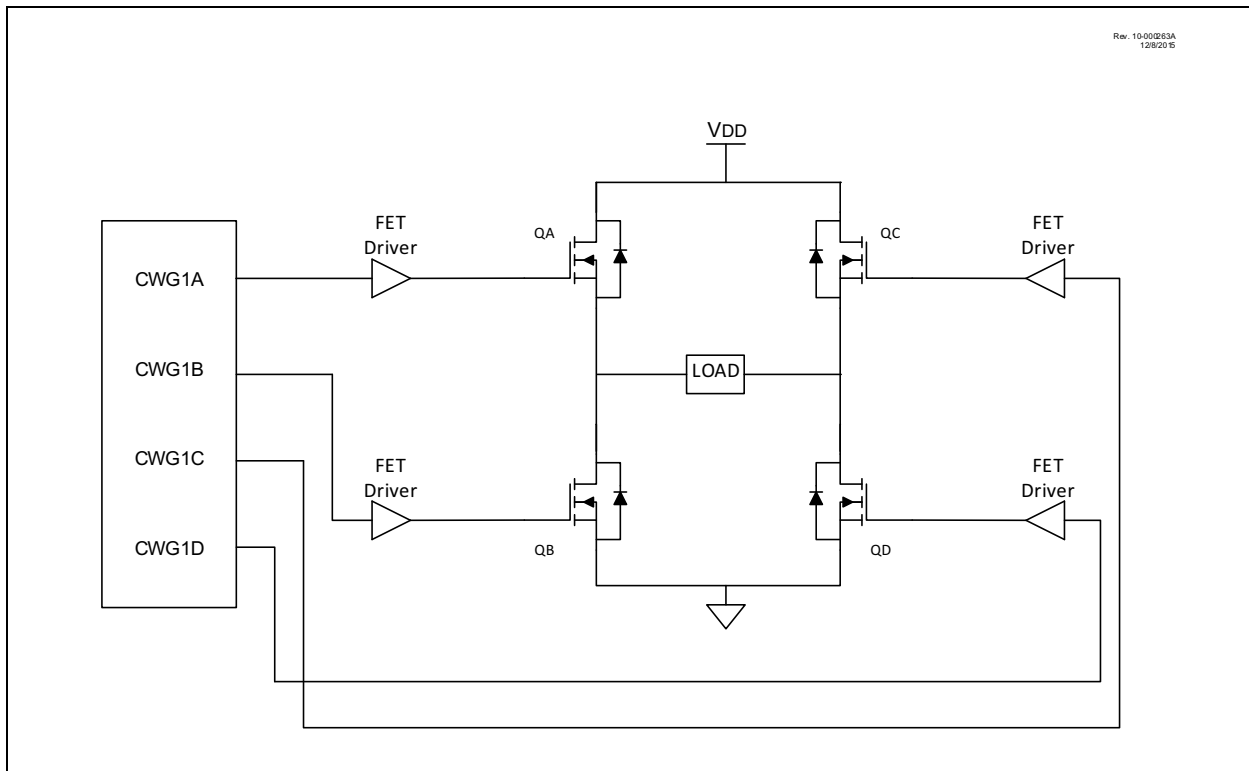 Rev. 10-000263A
12/8/2015
VDD
FET
Driver
QA
QC
FET
Driver
CWG1A
CWG1B
LOAD
CWG1C
FET
Driver
FET
Driver
CWG1D
QB
QD